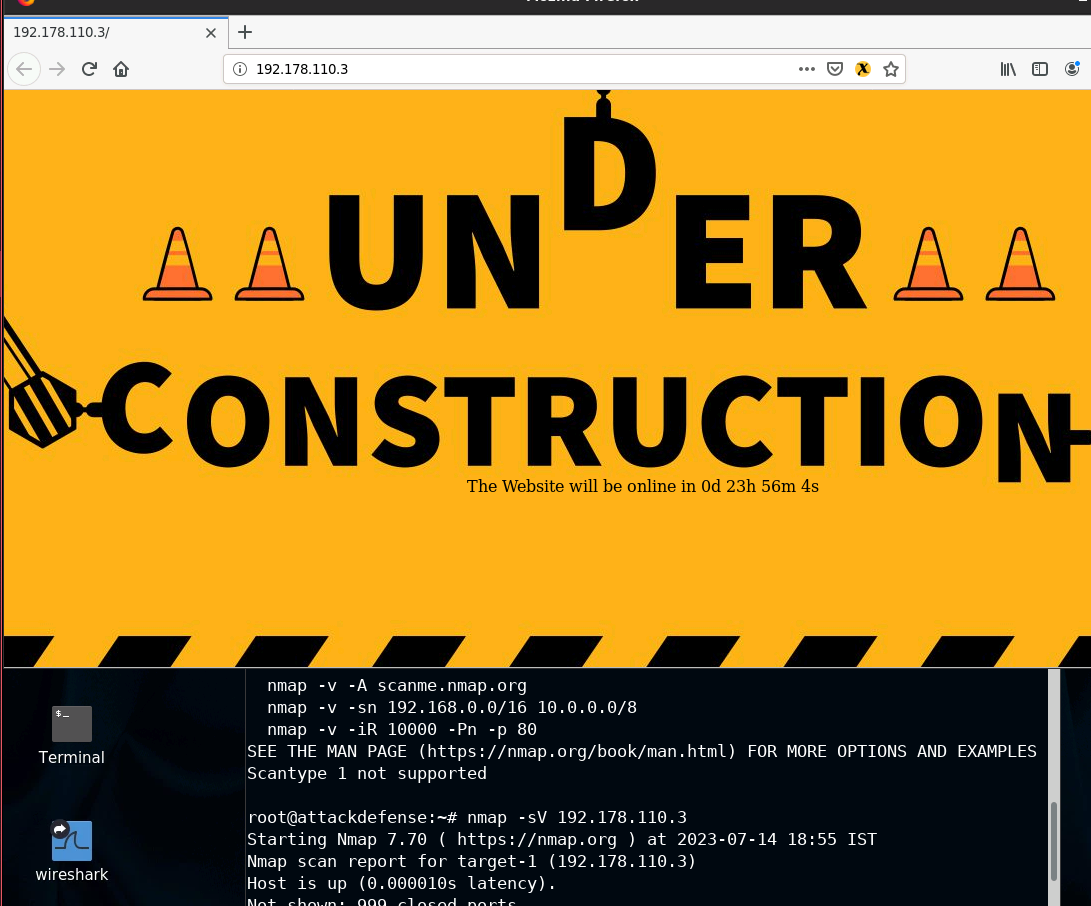 Mozilla Firefox
192.178.110.3/
192.178.110.3
UNDER
CONSTRUCTION
The Website will be online in 0d 23h 56m 4s
$_
Terminal
wireshark
nmap -v -A scanme.nmap.org
nmap -v -sn 192.168.0.0/16 10.0.0.0/8
nmap -v -iR 10000 -Pn -p 80
SEE THE MAN PAGE (https://nmap.org/book/man.html) FOR MORE OPTIONS AND EXAMPLES
Scantype 1 not supported
root@attackdefense:~# nmap -sV 192.178.110.3
Starting Nmap 7.70 ( https://nmap.org ) at 2023-07-14 18:55 IST
Nmap scan report for target-1 (192.178.110.3)
Host is up (0.000010s latency).
Not shown: 999 closed ports